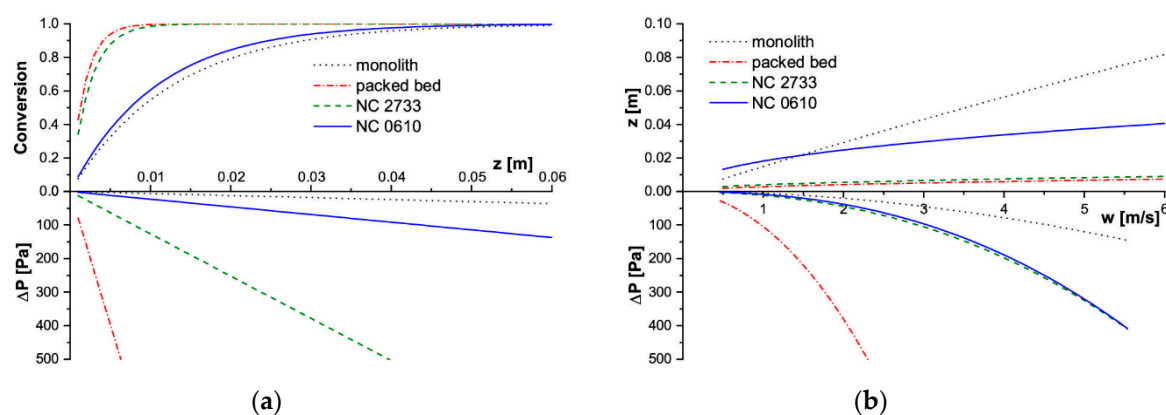 1.0
0.8
0.6
0.4
0.2
0.0
100
200
300
400
500
Conversion
ΔP [Pa]
monolith
packed bed
NC 2733
NC 0610
z [m]
0.01 0.02 0.03 0.04 0.05 0.06
(a)
0.10
0.08
0.06
0.04
0.02
0.00
100
200
300
400
500
z [m]
ΔP [Pa]
monolith
packed bed
NC 2733
NC 0610
1 2 3 4 5 6
w [m/s]
(b)